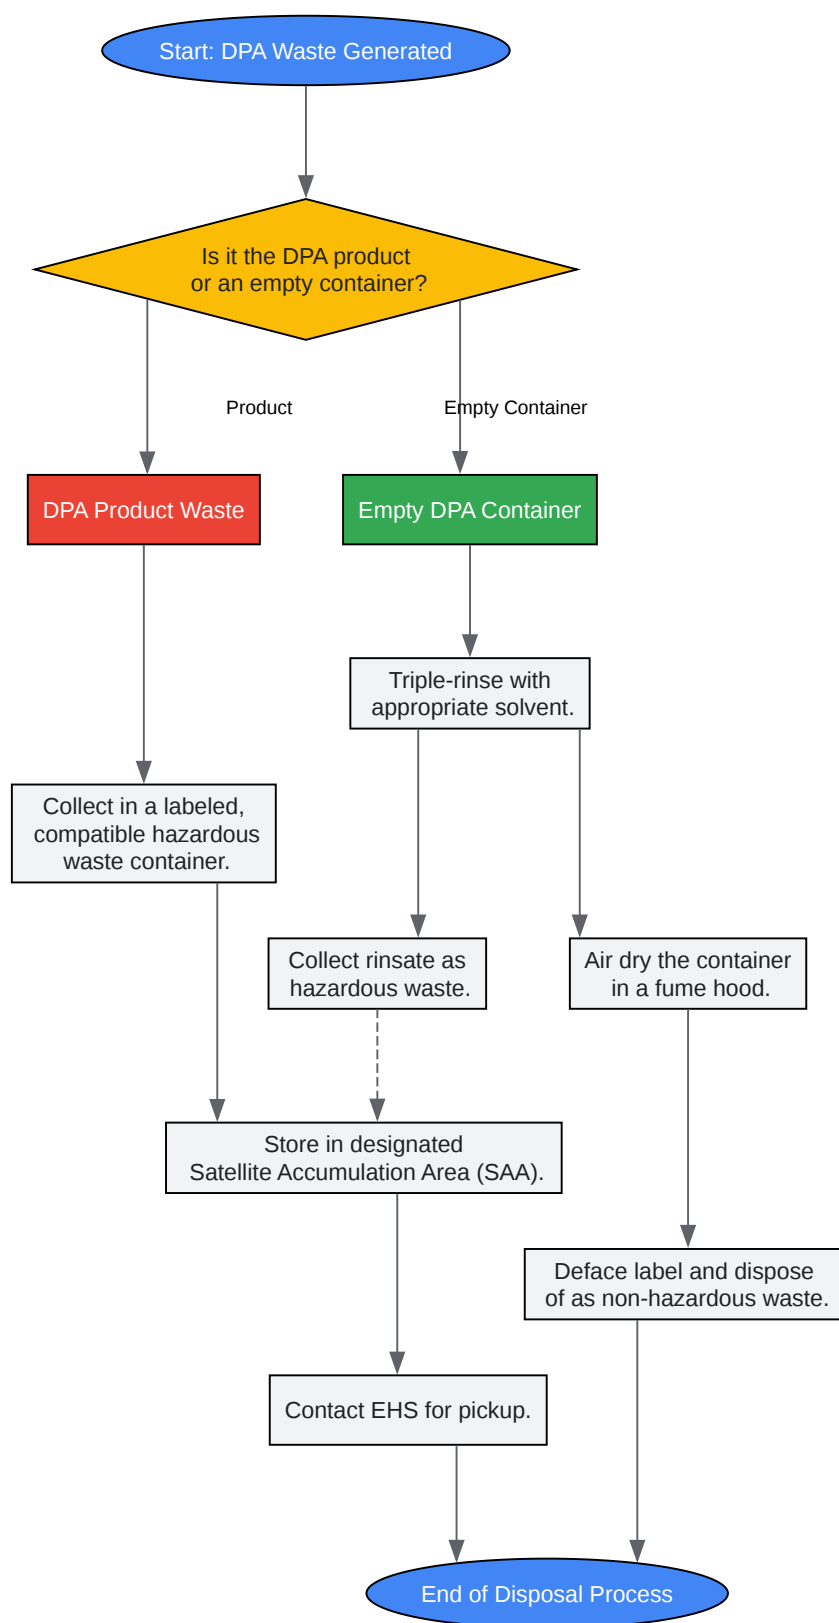 Start: DPA Waste Generated
Is it the DPA product
or an empty container?
Product
Empty Container
DPA Product Waste
Empty DPA Container
Triple-rinse with
appropriate solvent.
Collect in a labeled,
compatible hazardous
waste container.
Collect rinsate as
hazardous waste.
Air dry the container
in a fume hood.
Store in designated
Satellite Accumulation Area (SAA).
Deface label and dispose
of as non-hazardous waste.
Contact EHS for pickup.
End of Disposal Process